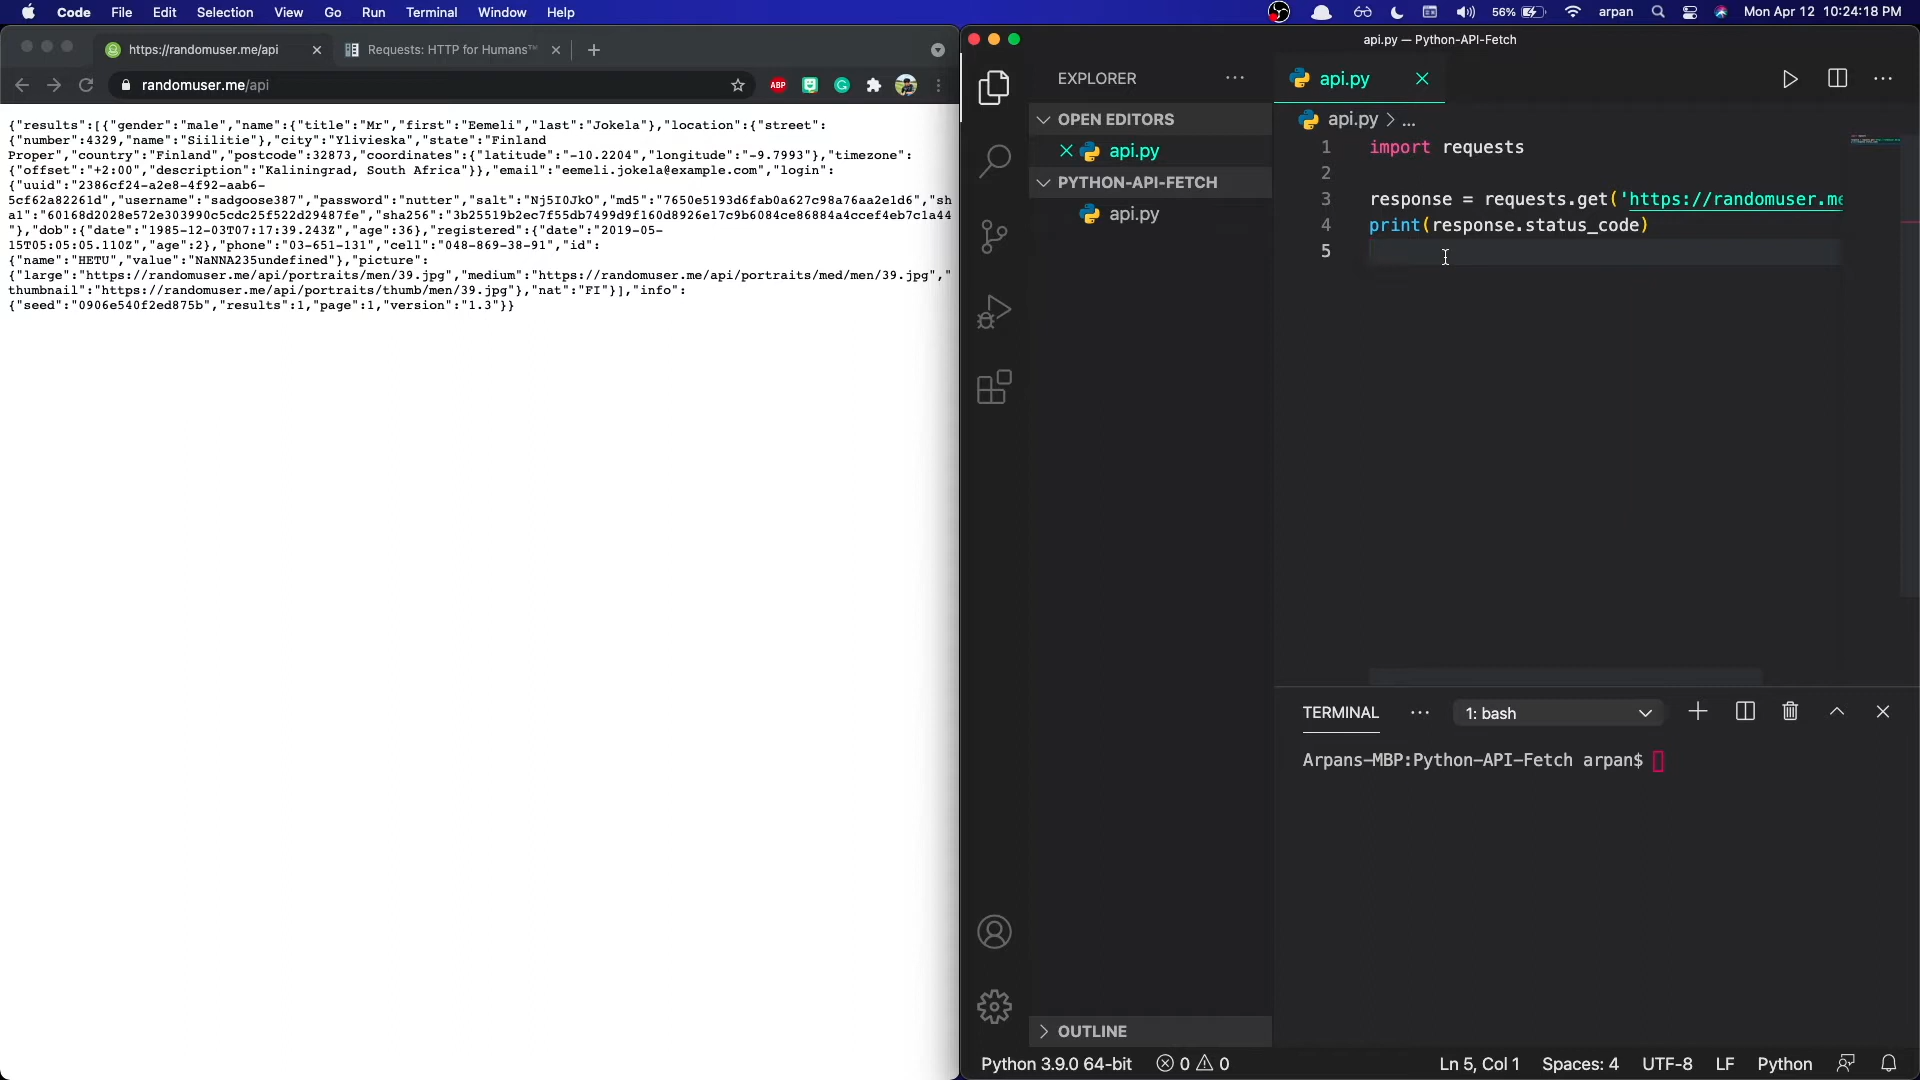 Code File Edit Selection View Go Run Terminal Window Help 56% arpan Mon Apr 12 10:24:18 PM
https://randomuser.me/api Requests: HTTP for Humans™
randomuser.me/api ABP
{"results":[{"gender":"male","name":{"title":"Mr","first":"Eemeli","last":"Jokela"},"location":{"street":
{"number":4329,"name":"Siilitie"},"city":"Ylivieska","state":"Finland
Proper","country":"Finland","postcode":32873,"coordinates":{"latitude":"-10.2204","longitude":"-9.7993"},"timezone":
{"offset":"+2:00","description":"Kaliningrad, South Africa"}},"email":"eemeli.jokela@example.com","login":
{"uuid":"2386cf24-a2e8-4f92-aab6-
5cf62a82261d","username":"sadgoose387","password":"nutter","salt":"Nj5I0JkO","md5":"7650e5193d6fab0a627c98a76aa2e1d6","sh
a1":"60168d2028e572e303990c5cdc25f522d29487fe","sha256":"3b25519b2ec7f55db7499d9f160d8926e17c9b6084ce86884a4ccef4eb7c1a44
"},"dob":{"date":"1985-12-03T07:17:39.243Z","age":36},"registered":{"date":"2019-05-
15T05:05:05.110Z","age":2},"phone":"03-651-131","cell":"048-869-38-91","id":
{"name":"HETU","value":"NaNNA235undefined"},"picture":
{"large":"https://randomuser.me/api/portraits/men/39.jpg","medium":"https://randomuser.me/api/portraits/med/men/39.jpg","
thumbnail":"https://randomuser.me/api/portraits/thumb/men/39.jpg"},"nat":"FI"}],"info":
{"seed":"0906e540f2ed875b","results":1,"page":1,"version":"1.3"}}
api.py — Python-API-Fetch
EXPLORER
OPEN EDITORS
api.py
PYTHON-API-FETCH
api.py
OUTLINE
api.py
api.py > ...
1 import requests
2
3 response = requests.get('https://randomuser.me
4 print(response.status_code)
5
TERMINAL ... 1: bash
Arpans-MBP:Python-API-Fetch arpan$
Python 3.9.0 64-bit 0 0 Ln 5, Col 1 Spaces: 4 UTF-8 LF Python